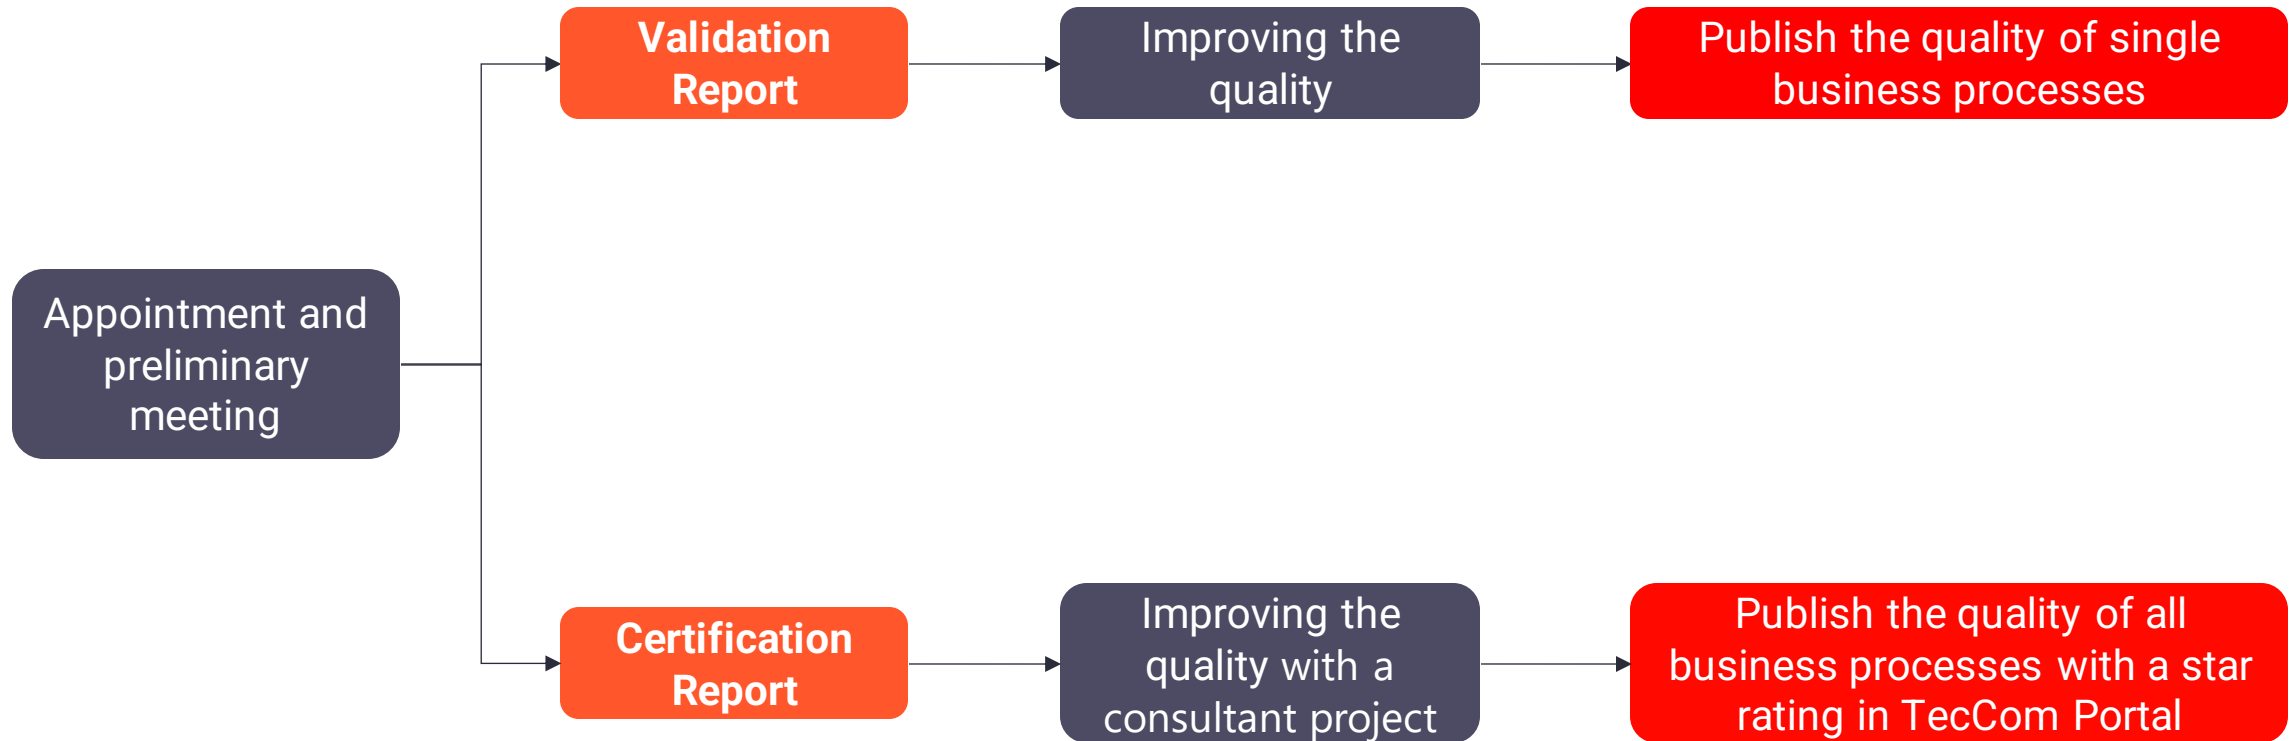 Validation
Report
Improving the
quality
Publish the quality of single
business processes
Appointment and
preliminary
meeting
Certification
Report
Improving the
quality with a
consultant project
Publish the quality of all
business processes with a star
rating in TecCom Portal